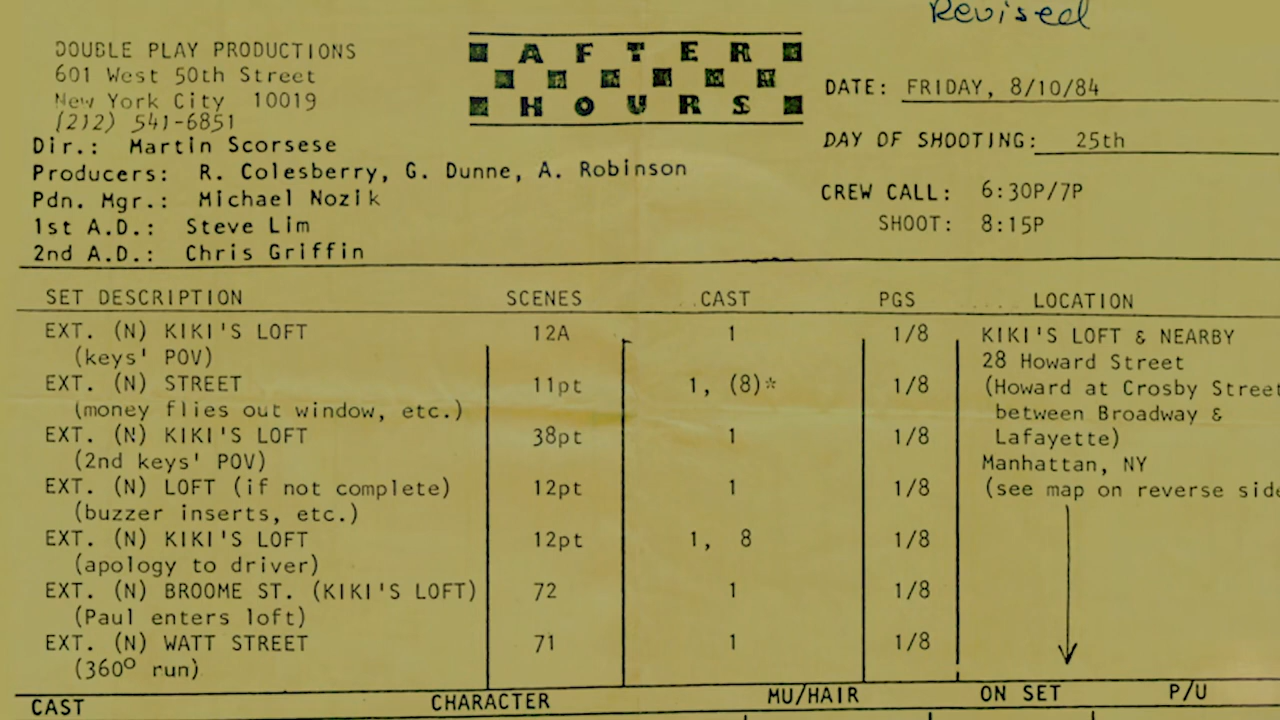 Revised
DOUBLE PLAY PRODUCTIONS
601 West 50th Street
New York City 10019
(212) 541-6851
AFTER
HOURS
Dir.: Martin Scorsese
Producers: R. Colesberry, G. Dunne, A. Robinson
Pdn. Mgr.: Michael Nozik
1st A.D.: Steve Lim
2nd A.D.: Chris Griffin
DATE: FRIDAY, 8/10/84
DAY OF SHOOTING: 25th
CREW CALL: 6:30P/7P
SHOOT: 8:15P
SET DESCRIPTION SCENES CAST PGS LOCATION
EXT. (N) KIKI'S LOFT 12A 1 1/8 KIKI'S LOFT & NEARBY
(keys' POV) 28 Howard Street
EXT. (N) STREET 11pt 1, (8)* 1/8 (Howard at Crosby Street
(money flies out window, etc.) between Broadway &
EXT. (N) KIKI'S LOFT 38pt 1 1/8 Lafayette)
(2nd keys' POV) Manhattan, NY
EXT. (N) LOFT (if not complete) 12pt 1 1/8 (see map on reverse side
(buzzer inserts, etc.)
EXT. (N) KIKI'S LOFT 12pt 1, 8 1/8
(apology to driver)
EXT. (N) BROOME ST. (KIKI'S LOFT) 72 1 1/8
(Paul enters loft)
EXT. (N) WATT STREET 71 1 1/8
(360º run)
CAST CHARACTER MU/HAIR ON SET P/U